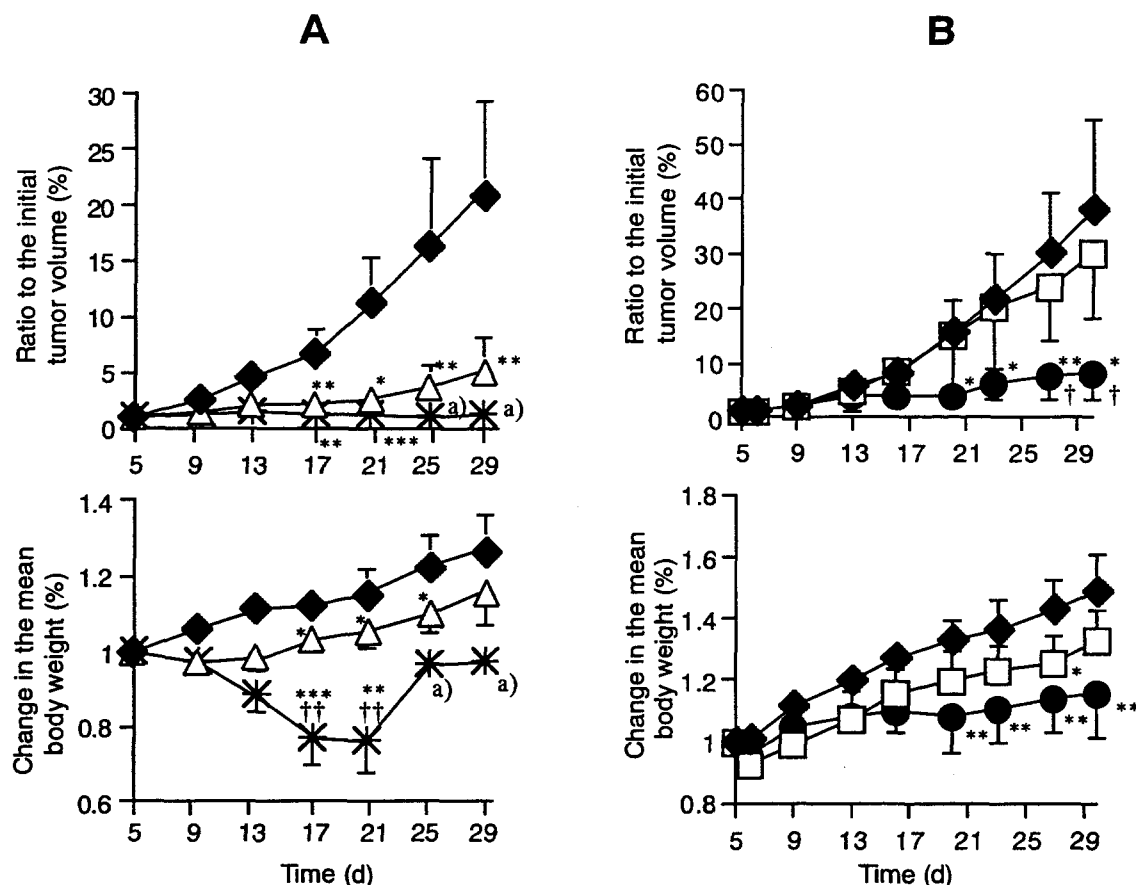 A
B
Ratio to the initial
tumor volume (%)
30
25
20
15
10
5
0
**
*
**
**
a)
a)
**
***
5 9 13 17 21 25 29
Ratio to the initial
tumor volume (%)
60
50
40
30
20
10
0
*
*
**
†
*
†
5 9 13 17 21 25 29
Change in the mean
body weight (%)
1.4
1.2
1
0.8
0.6
*
*
*
***
††
**
††
a)
a)
5 9 13 17 21 25 29
Time (d)
Change in the mean
body weight (%)
1.8
1.6
1.4
1.2
1
0.8
*
**
**
**
**
5 9 13 17 21 25 29
Time (d)